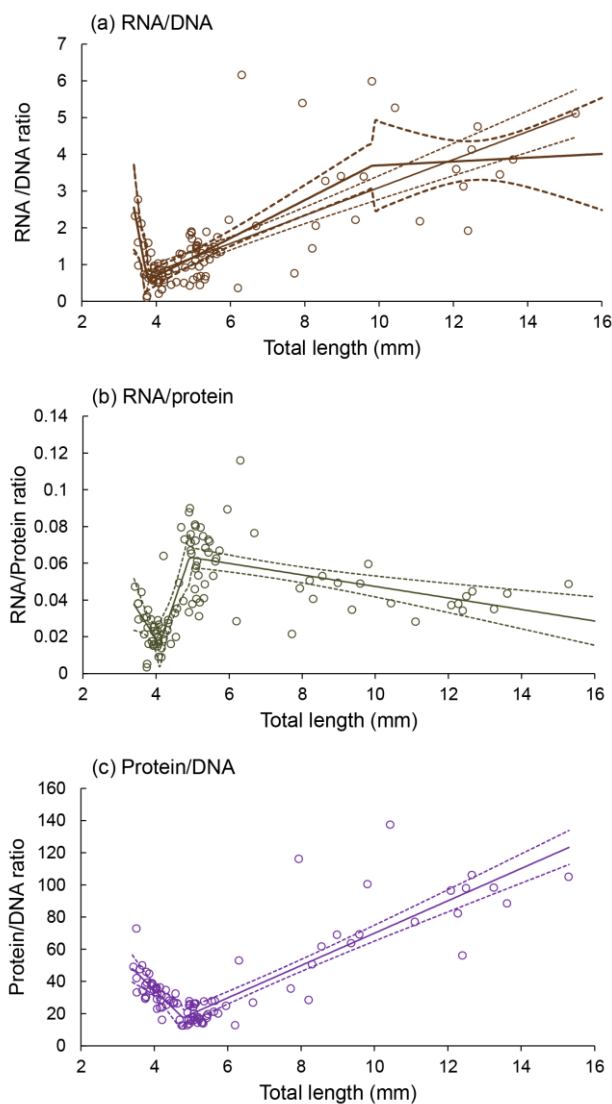 (a) RNA/DNA
7
6
5
4
3
2
1
0
RNA /DNA ratio
2 4 6 8 10 12 14 16
Total length (mm)
(b) RNA/protein
0.14
0.12
0.1
0.08
0.06
0.04
0.02
0
RNA/Protein ratio
2 4 6 8 10 12 14 16
Total length (mm)
(c) Protein/DNA
160
140
120
100
80
60
40
20
0
Protein/DNA ratio
2 4 6 8 10 12 14 16
Total length (mm)